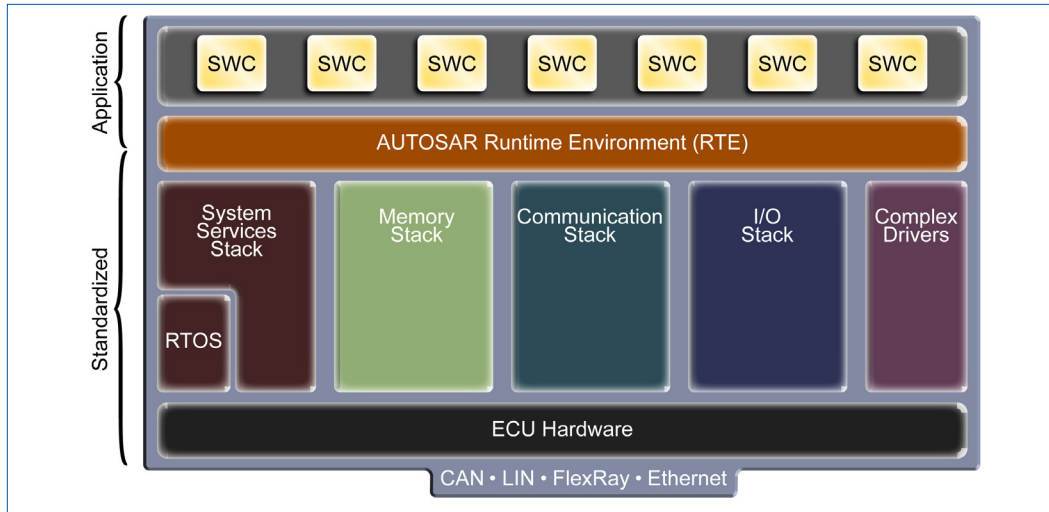 Application
SWC SWC SWC SWC SWC SWC SWC
AUTOSAR Runtime Environment (RTE)
Standardized
System
Services
Stack
RTOS
Memory
Stack
Communication
Stack
I/O
Stack
Complex
Drivers
ECU Hardware
CAN • LIN • FlexRay • Ethernet